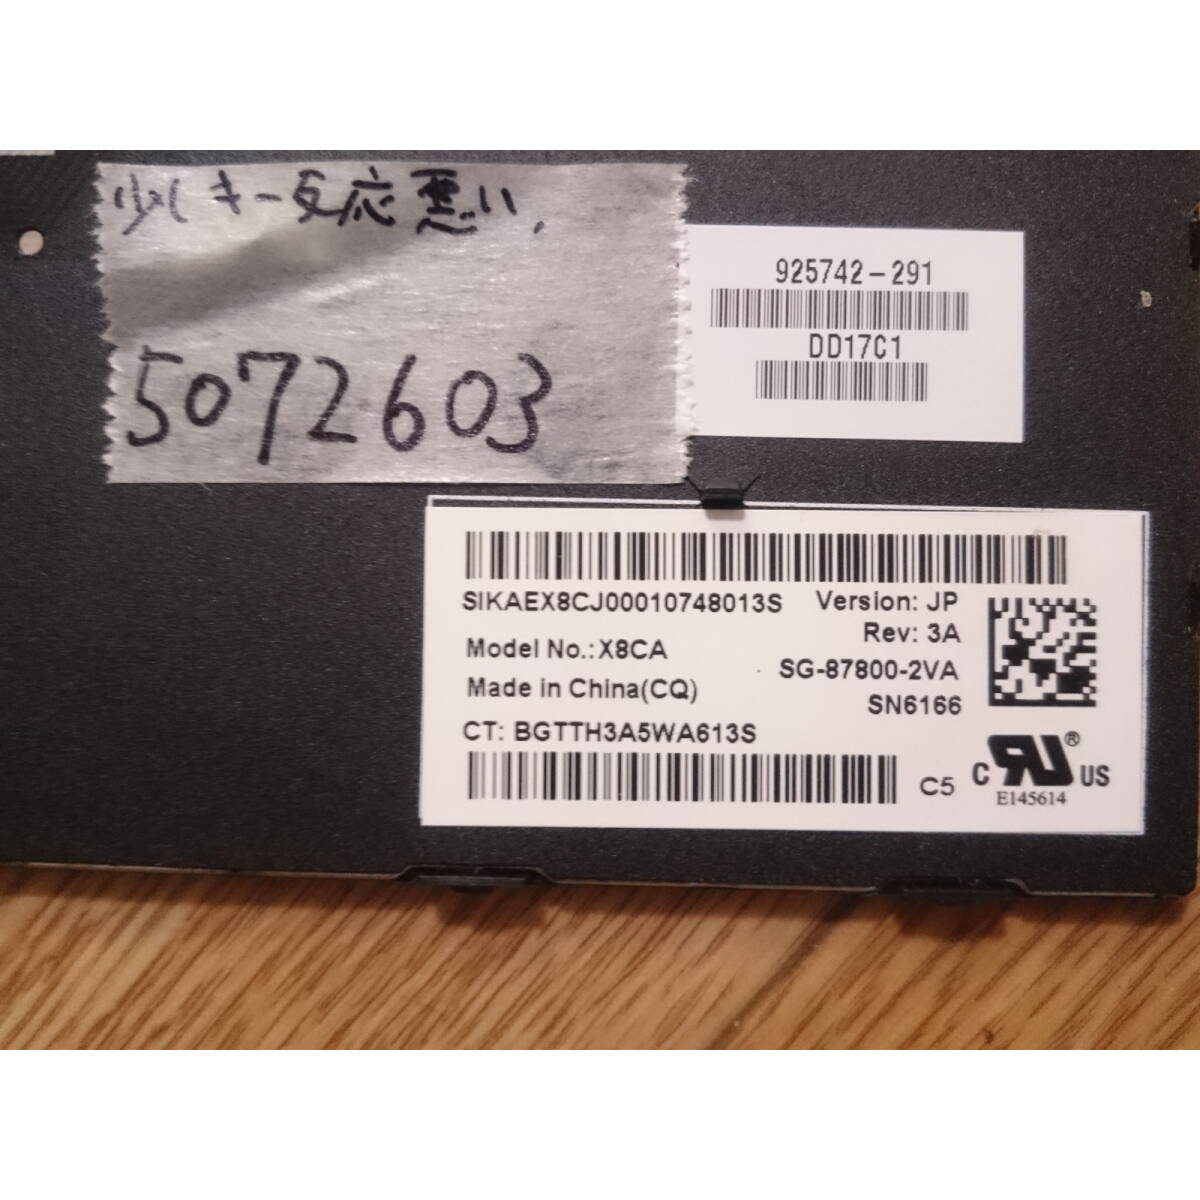 少しキー反応悪い、
5072603
925742-291
DD17C1
SIKAEX8CJ00010748013S Version: JP
Rev: 3A
Model No.: X8CA
SG-87800-2VA
Made in China(CQ)
SN6166
CT: BGTTH3A5WA613S
C5
C RU ® US
E145614